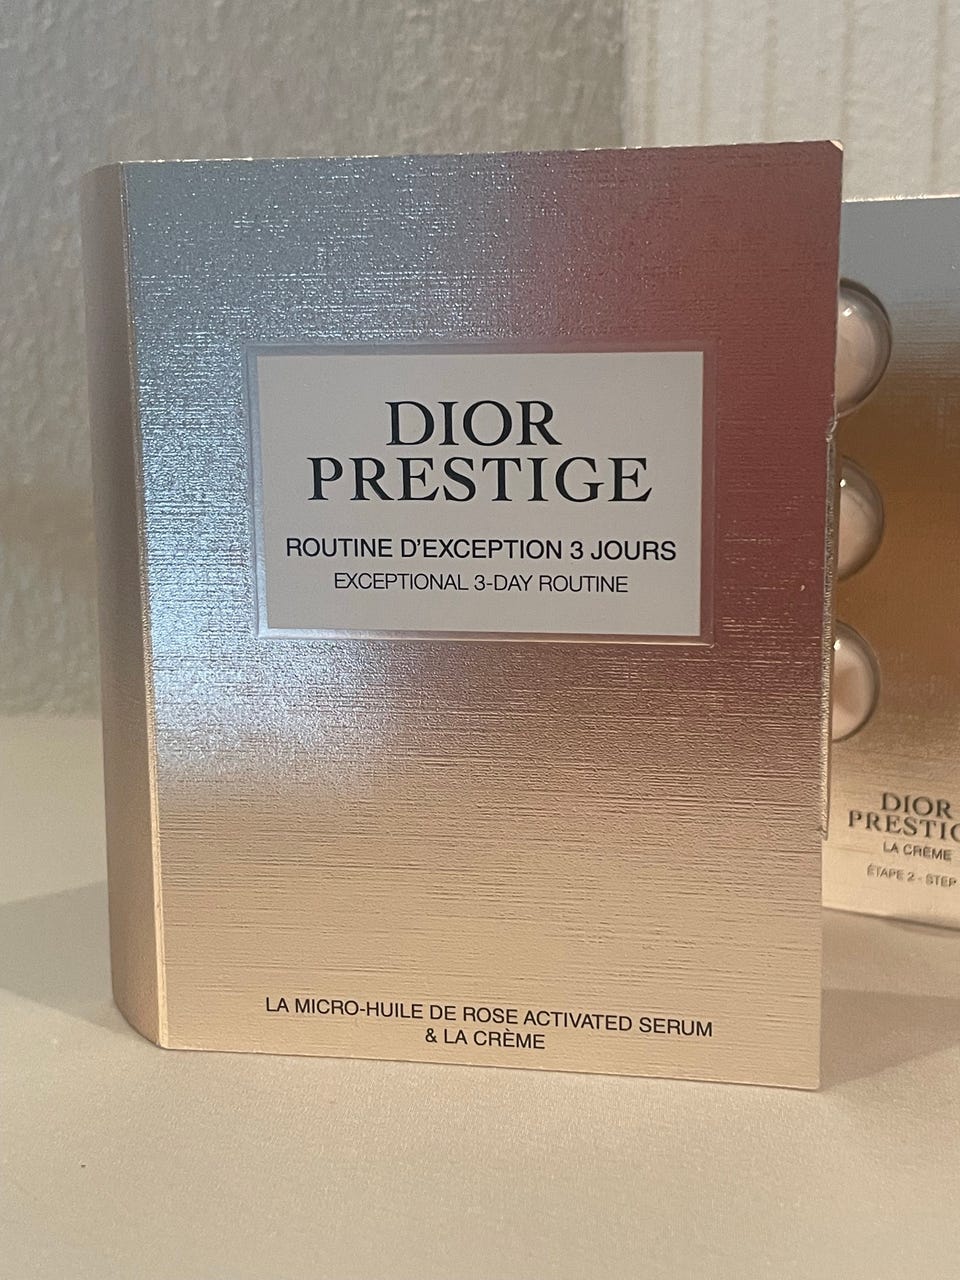 DIOR
PRESTIGE
ROUTINE D'EXCEPTION 3 JOURS
EXCEPTIONAL 3-DAY ROUTINE
LA MICRO-HUILE DE ROSE ACTIVATED SERUM
& LA CRÈME
DIOR
LA CRÈME
ÉTAPE 2 - STEP